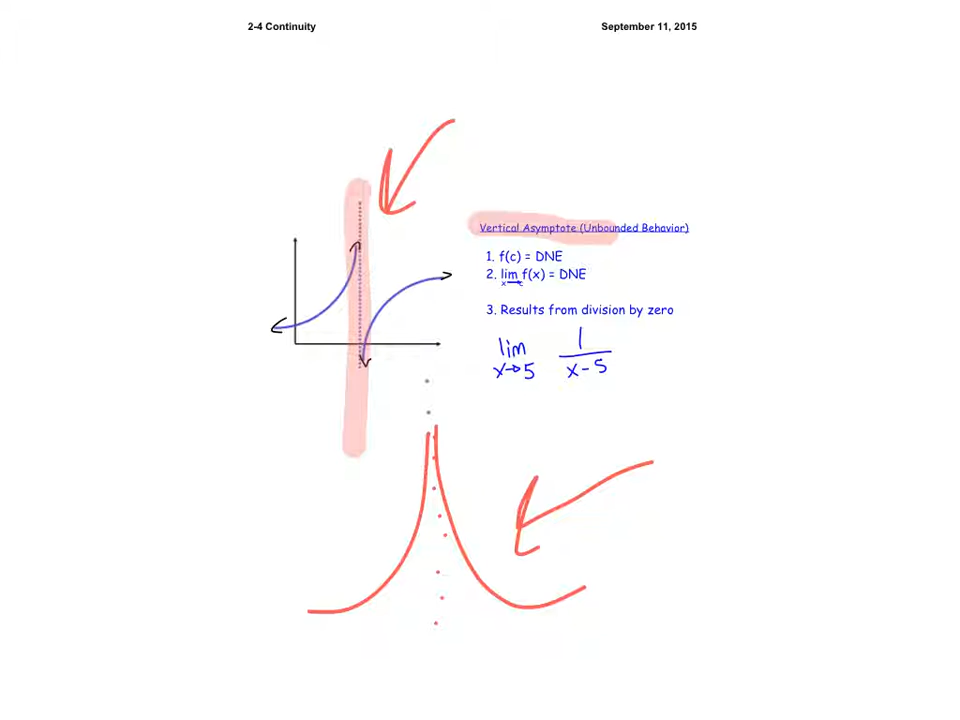 2-4 Continuity September 11, 2015
Vertical Asymptote (Unbounded Behavior)
1. f(c) = DNE
2. lim f(x) = DNE
x→c
3. Results from division by zero
lim 1
x→5 x-5